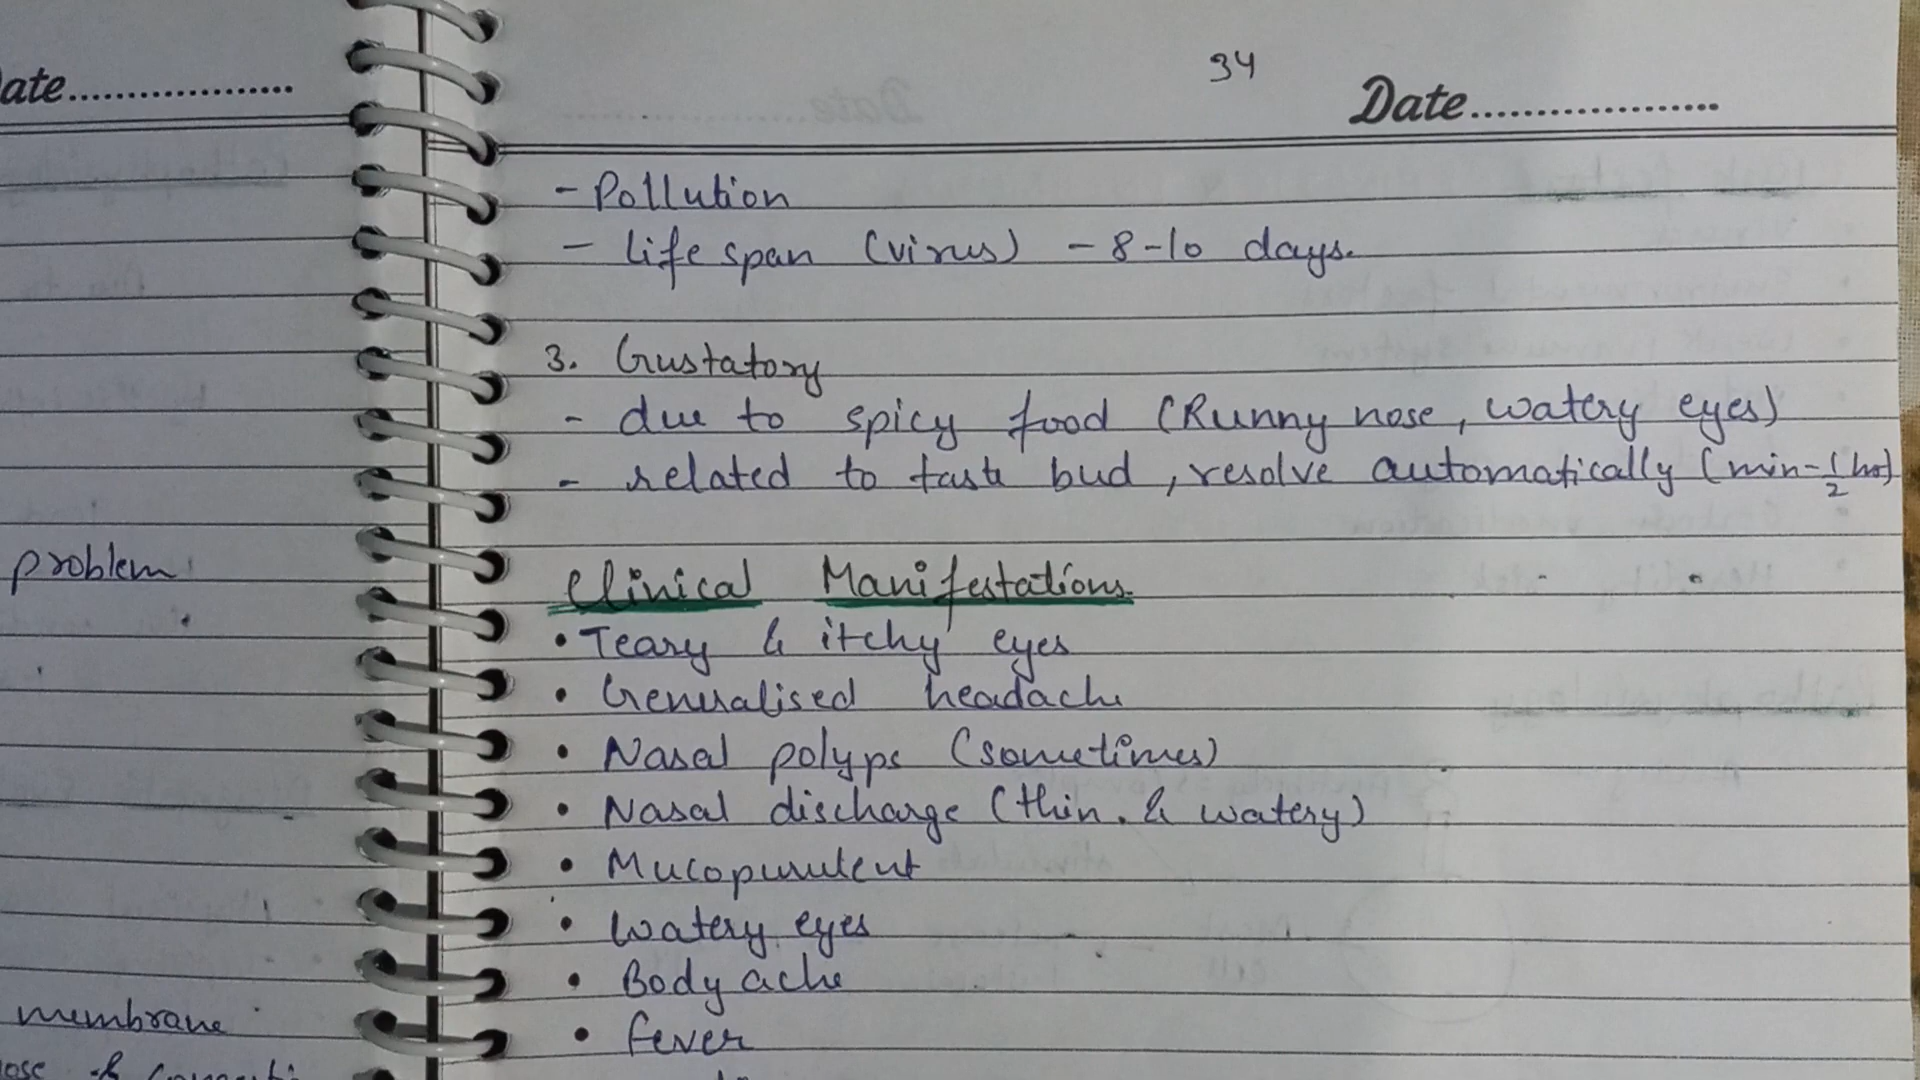 ate...................
problem
membrane
34
Date...................
- Pollution
- life span (virus) - 8-10 days.
3. Gustatory
- due to spicy food (Runny nose, watery eyes)
- related to taste bud, resolve automatically (min-1/2 hr)
Clinical Manifestations.
• Teary & itchy eyes
• Generalised headache
• Nasal polyps (sometimes)
• Nasal discharge (thin & watery)
• Mucopurulent
• Watery eyes
• Body ache
• fever